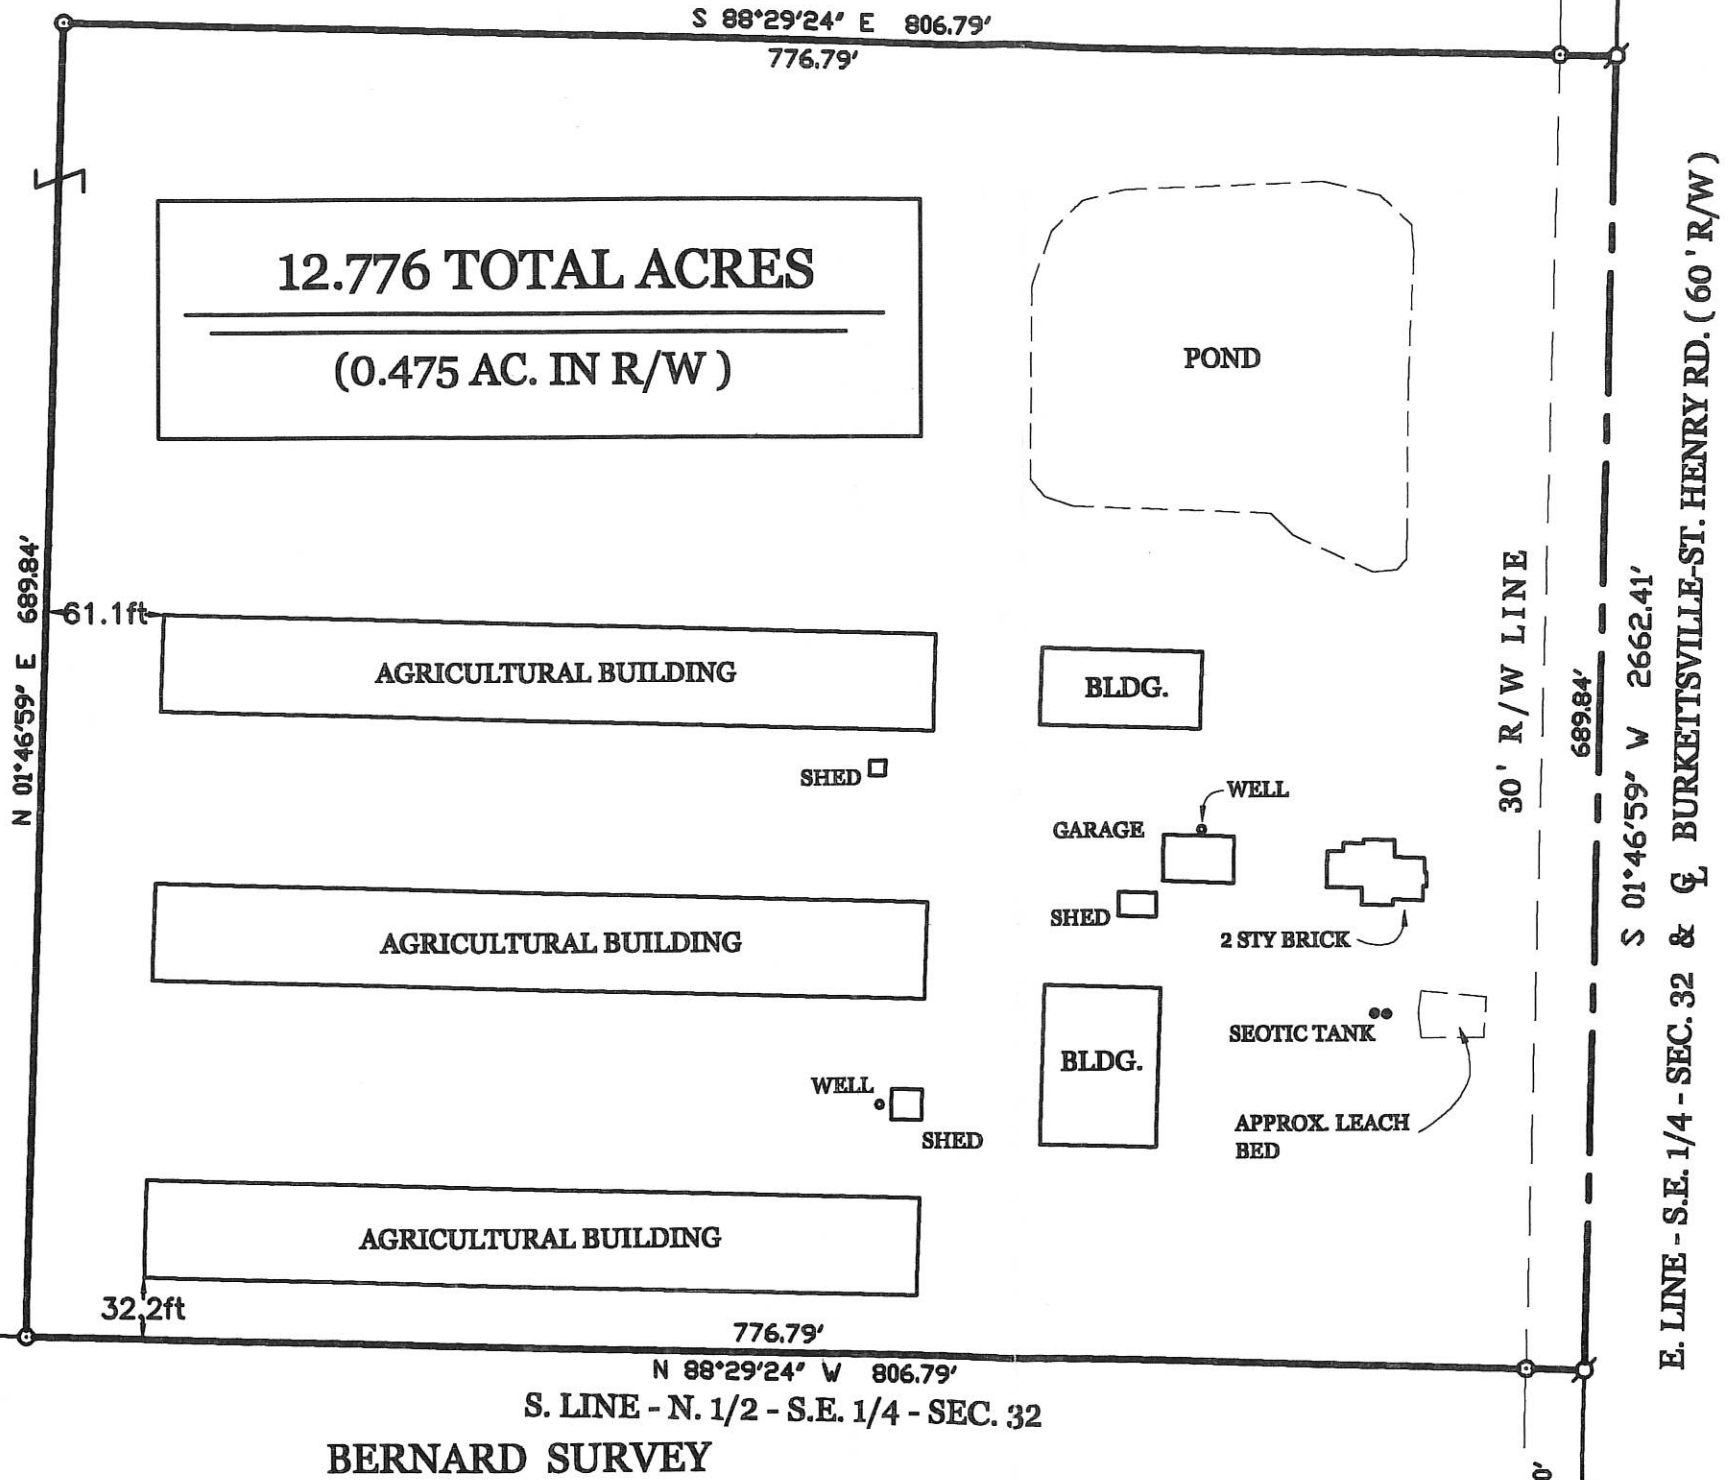 S 88°29'24" E 806.79'
776.79'
12.776 TOTAL ACRES
(0.475 AC. IN R/W )
POND
N 01°46'59" E 689.84'
61.1ft
AGRICULTURAL BUILDING
BLDG.
SHED
WELL
GARAGE
SHED
2 STY BRICK
AGRICULTURAL BUILDING
SEOTIC TANK
BLDG.
WELL
SHED
APPROX. LEACH
BED
AGRICULTURAL BUILDING
32.2ft
30' R/W LINE
689.84'
S 01°46'59" W 2662.41'
E. LINE - S.E. 1/4 - SEC. 32 & ℄ BURKETTSVILLE-ST. HENRY RD. ( 60 ' R/W )
776.79'
N 88°29'24" W 806.79'
S. LINE - N. 1/2 - S.E. 1/4 - SEC. 32
BERNARD SURVEY